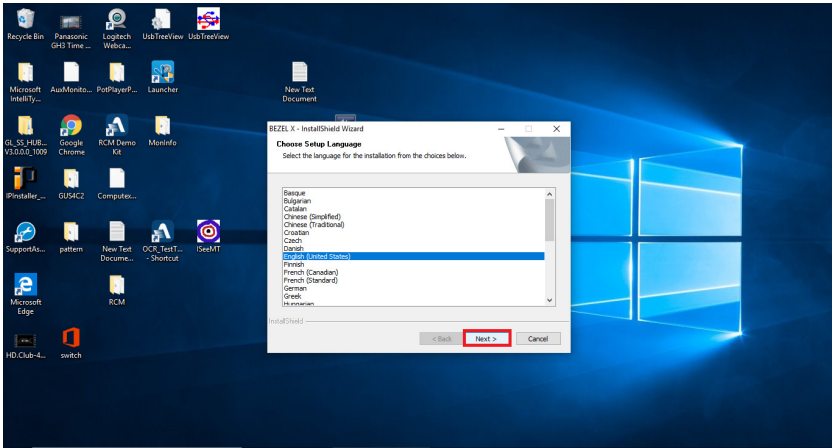 Recycle Bin
Panasonic
GH3 Time ...
Logitech
Webca...
UsbTreeView
UsbTreeView
Microsoft
IntelliTy...
AuxMonito...
PotPlayerP...
Launcher
New Text
Document
GL_SS_HUB...
V3.0.0.0_1009
Google
Chrome
RCM Demo
Kit
MonInfo
IPinstaller_...
GUS4C2
Computex...
SupportAs...
pattern
New Text
Docume...
OCR_TestT...
- Shortcut
ISeeMT
Microsoft
Edge
RCM
HD.Club-4...
switch
BEZEL X - InstallShield Wizard
Choose Setup Language
Select the language for the installation from the choices below.
Basque
Bulgarian
Catalan
Chinese (Simplified)
Chinese (Traditional)
Croatian
Czech
Danish
English (United States)
Finnish
French (Canadian)
French (Standard)
German
Greek
Hungarian
InstallShield
< Back
Next >
Cancel